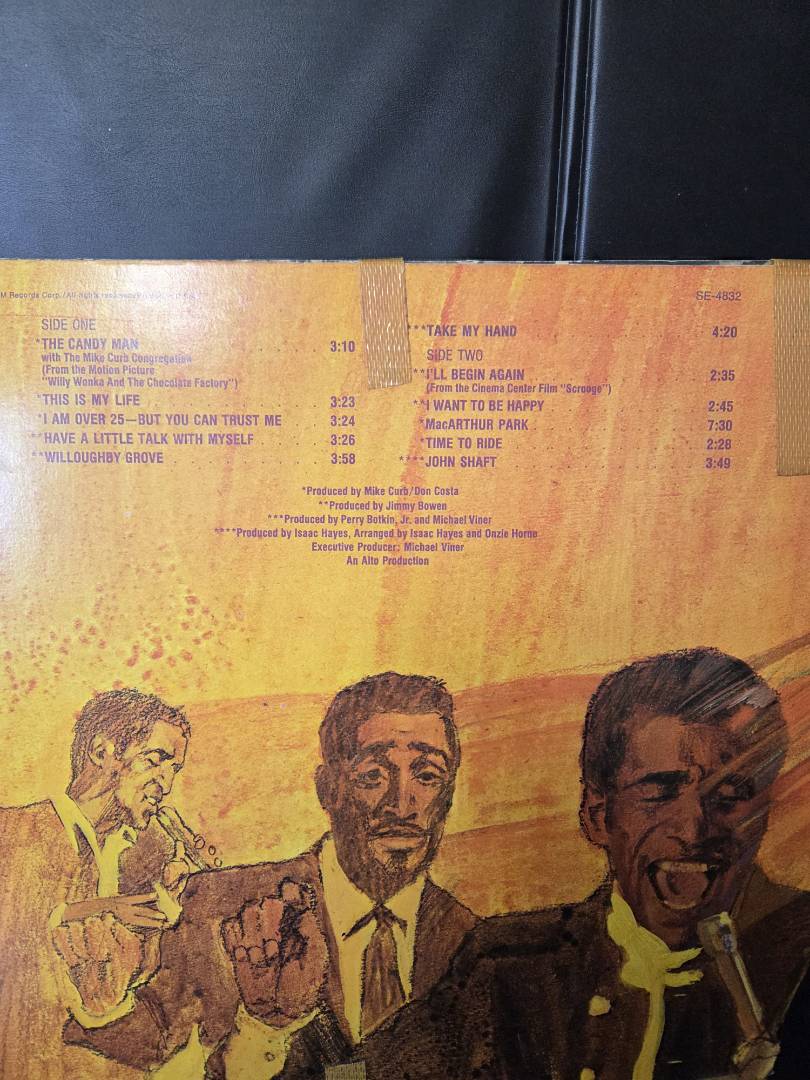 M Records Corp./All rights reserved/
SE-4832
SIDE ONE
*THE CANDY MAN 3:10
with The Mike Curb Congregation
(From the Motion Picture
"Willy Wonka And The Chocolate Factory")
*THIS IS MY LIFE 3:23
*I AM OVER 25—BUT YOU CAN TRUST ME 3:24
**HAVE A LITTLE TALK WITH MYSELF 3:26
**WILLOUGHBY GROVE 3:58
***TAKE MY HAND 4:20
SIDE TWO
**I'LL BEGIN AGAIN 2:35
(From the Cinema Center Film "Scrooge")
**I WANT TO BE HAPPY 2:45
*MacARTHUR PARK 7:30
*TIME TO RIDE 2:28
****JOHN SHAFT 3:49
*Produced by Mike Curb/Don Costa
**Produced by Jimmy Bowen
***Produced by Perry Botkin, Jr. and Michael Viner
****Produced by Isaac Hayes, Arranged by Isaac Hayes and Onzie Horne
Executive Producer: Michael Viner
An Alto Production